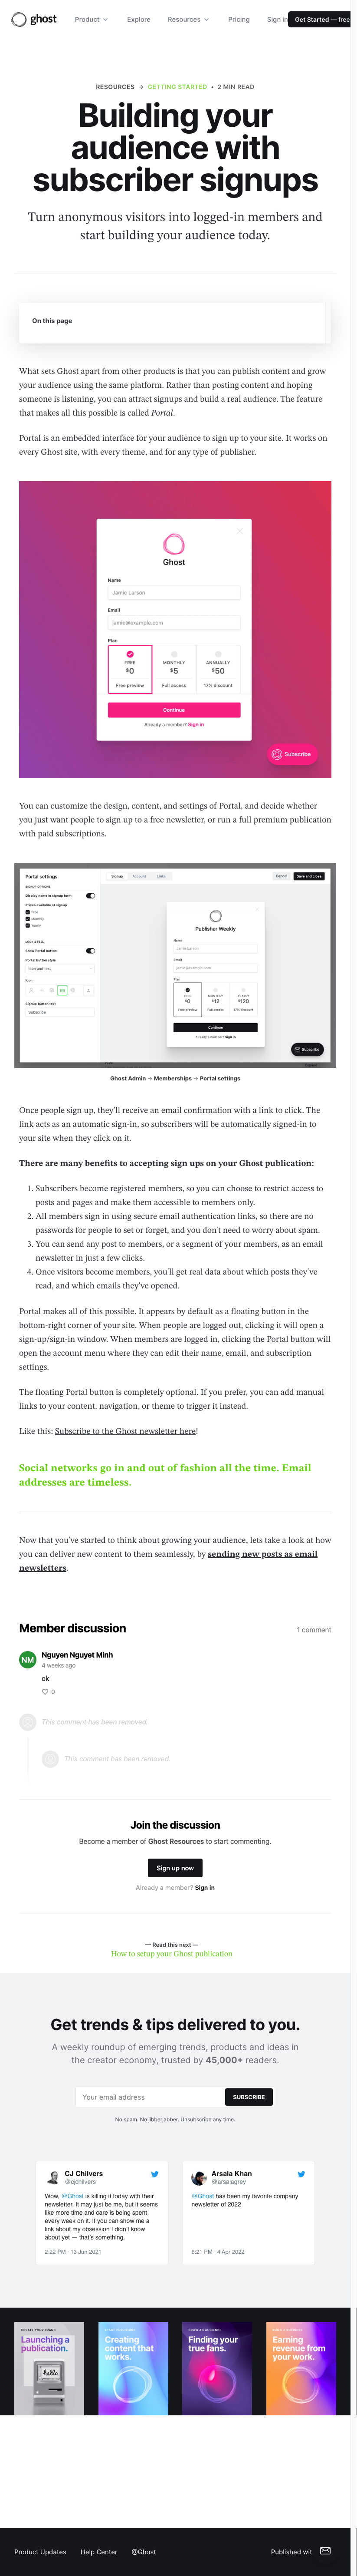 ghost
Product
Explore
Resources
Pricing
Sign in
Get Started — free
RESOURCES → GETTING STARTED • 2 MIN READ
Building your
audience with
subscriber signups
Turn anonymous visitors into logged-in members and
start building your audience today.
On this page
What sets Ghost apart from other products is that you can publish content and grow
your audience using the same platform. Rather than posting content and hoping
someone is listening, you can attract signups and build a real audience. The feature
that makes all this possible is called Portal.
Portal is an embedded interface for your audience to sign up to your site. It works on
every Ghost site, with every theme, and for any type of publisher.
Ghost
Name
Jamie Larson
Email
jamie@example.com
Plan
FREE
$0
Free preview
MONTHLY
$5
Full access
ANNUALLY
$50
17% discount
Continue
Already a member? Sign in
Subscribe
You can customize the design, content, and settings of Portal, and decide whether
you just want people to sign up to a free newsletter, or run a full premium publication
with paid subscriptions.
Portal settings
SIGNUP OPTIONS
Display name in signup form
Prices available at signup
Free
Monthly
Yearly
LOOK & FEEL
Show Portal button
Portal button style
Icon and text
Icon
Signup button text
Subscribe
Signup
Account
Links
Cancel
Save and close
Publisher Weekly
Name
Jamie Larson
Email
jamie@example.com
Plan
FREE
$0
Free preview
MONTHLY
$12
Full access
YEARLY
$120
Full access
Continue
Already a member? Sign in
Subscribe
Ghost Admin → Memberships → Portal settings
Once people sign up, they'll receive an email confirmation with a link to click. The
link acts as an automatic sign-in, so subscribers will be automatically signed-in to
your site when they click on it.
There are many benefits to accepting sign ups on your Ghost publication:
1. Subscribers become registered members, so you can choose to restrict access to
posts and pages and make them accessible to members only.
2. All members sign in using secure email authentication links, so there are no
passwords for people to set or forget, and you don't need to worry about spam.
3. You can send any post to members, or a segment of your members, as an email
newsletter in just a few clicks.
4. Once visitors become members, you'll get real data about which posts they've
read, and which emails they've opened.
Portal makes all of this possible. It appears by default as a floating button in the
bottom-right corner of your site. When people are logged out, clicking it will open a
sign-up/sign-in window. When members are logged in, clicking the Portal button will
open the account menu where they can edit their name, email, and subscription
settings.
The floating Portal button is completely optional. If you prefer, you can add manual
links to your content, navigation, or theme to trigger it instead.
Like this: Subscribe to the Ghost newsletter here!
Social networks go in and out of fashion all the time. Email
addresses are timeless.
Now that you've started to think about growing your audience, lets take a look at how
you can deliver new content to them seamlessly, by sending new posts as email
newsletters.
Member discussion
1 comment
NM
Nguyen Nguyet Minh
4 weeks ago
ok
0
This comment has been removed.
This comment has been removed.
Join the discussion
Become a member of Ghost Resources to start commenting.
Sign up now
Already a member? Sign in
— Read this next —
How to setup your Ghost publication
Get trends & tips delivered to you.
A weekly roundup of emerging trends, products and ideas in
the creator economy, trusted by 45,000+ readers.
Your email address
SUBSCRIBE
No spam. No jibberjabber. Unsubscribe any time.
CJ Chilvers
@cjchilvers
Wow, @Ghost is killing it today with their
newsletter. It may just be me, but it seems
like more time and care is being spent
every week on it. If you can show me a
link about my obsession I didn't know
about yet — that's something.
2:22 PM · 13 Jun 2021
Arsala Khan
@arsalagrey
@Ghost has been my favorite company
newsletter of 2022
6:21 PM · 4 Apr 2022
CREATE YOUR BRAND
Launching a
publication.
hello
Creating
content that
works.
GROW AN AUDIENCE
Finding your
true fans.
Earning
revenue from
your work.
Product Updates
Help Center
@Ghost
Published wit